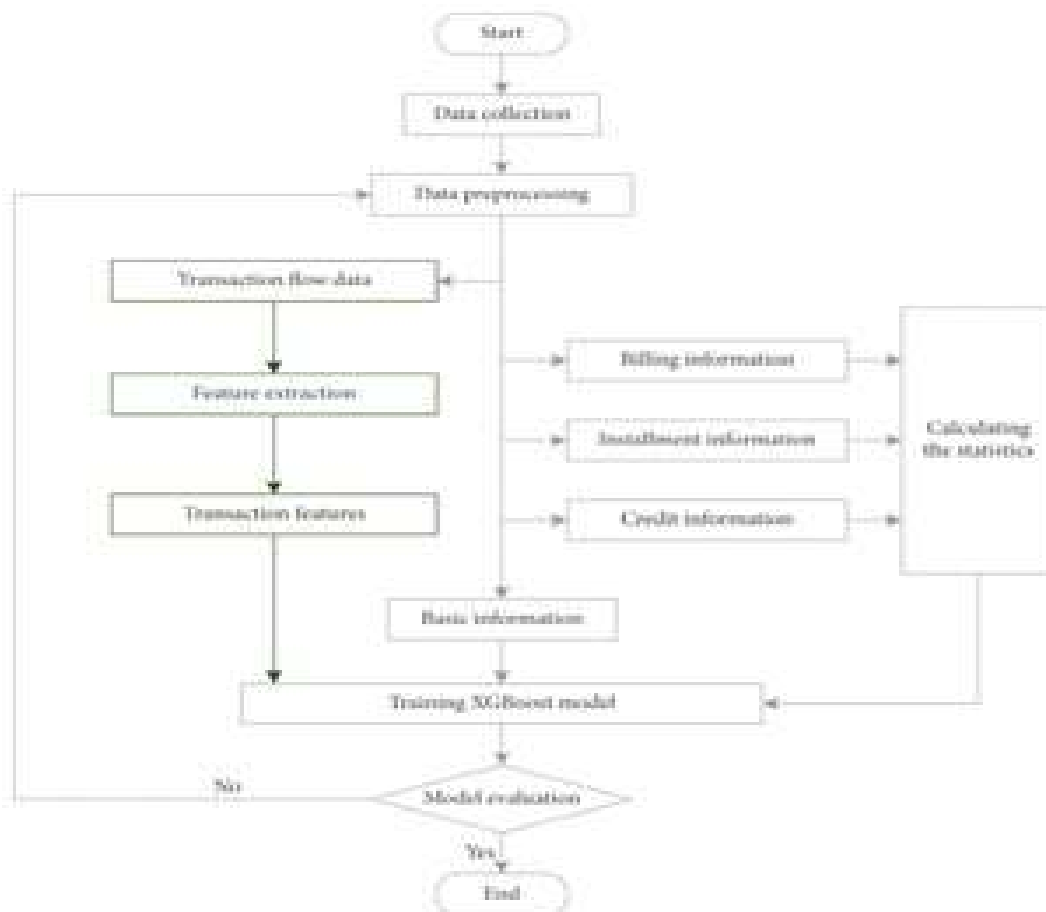 Start
Data collection
Data preprocessing
Transaction flow data
Billing information
Feature extraction
Installment information
Calculating
the statistics
Transaction features
Credit information
Basic information
Training XGBoost model
No
Model evaluation
Yes
End